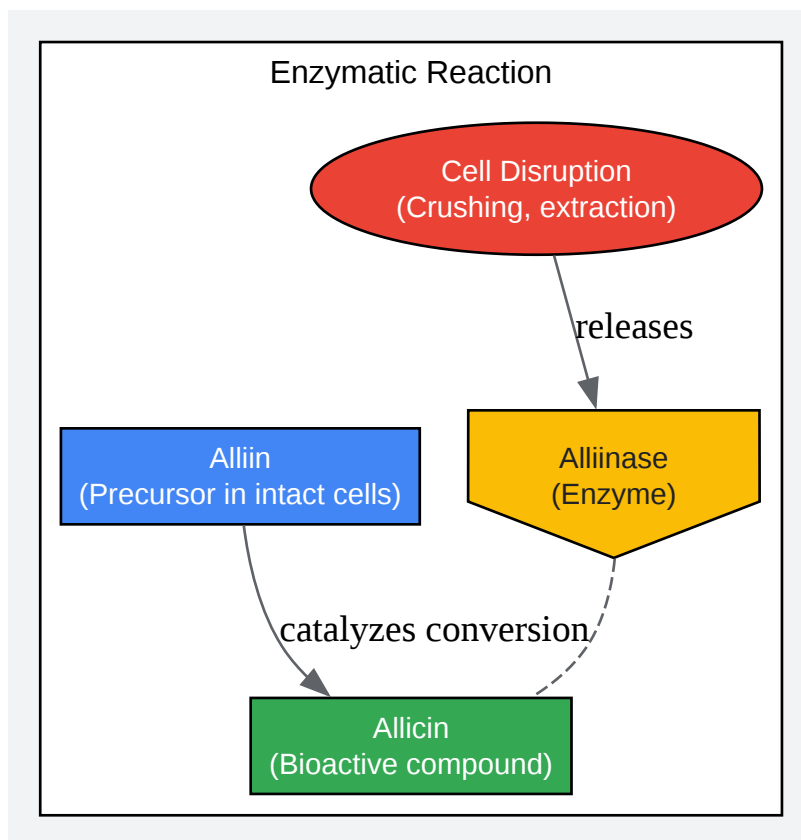 Enzymatic Reaction
Cell Disruption
(Crushing, extraction)
releases
Alliin
(Precursor in intact cells)
Alliinase
(Enzyme)
catalyzes conversion
Allicin
(Bioactive compound)